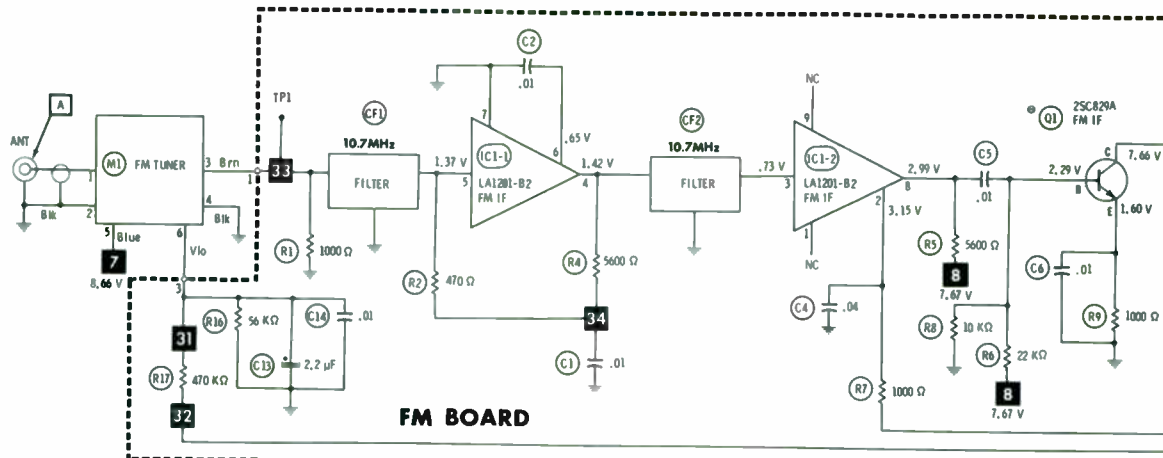 A
ANT
M1
FM TUNER
1
2
Blk
3 Brn
1
4
Blk
5
Blue
6
Vio
7
8.66 V
3
31
R17
470 KΩ
32
R16
56 KΩ
C13
2.2 µF
C14
.01
TP1
33
R1
1000 Ω
CF1
10.7MHz
FILTER
1.37 V
5
R2
470 Ω
C2
.01
7
.65 V
6
IC1-1
LA1201-B2
FM IF
1.42 V
4
R4
5600 Ω
34
C1
.01
CF2
10.7MHz
FILTER
.73 V
3
NC
9
IC1-2
LA1201-B2
FM IF
1
NC
2.99 V
8
2
3.15 V
C4
.04
R7
1000 Ω
C5
.01
R5
5600 Ω
8
7.67 V
R8
10 KΩ
R6
22 KΩ
8
7.67 V
Q1
2SC829A
FM IF
2.29 V
B
C
7.66 V
E
1.60 V
C6
.01
R9
1000 Ω
FM BOARD